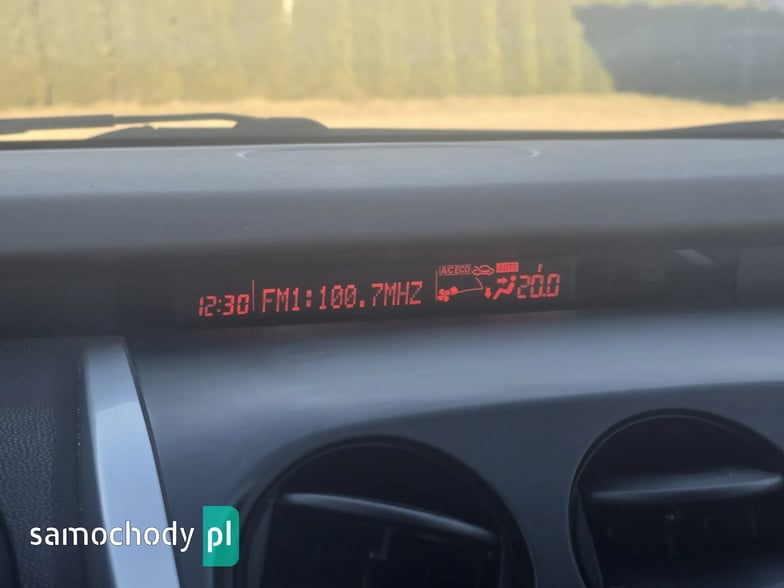 A/C ECO AUTO
12:30 FM1:100.7MHZ 20.0
samochody pl